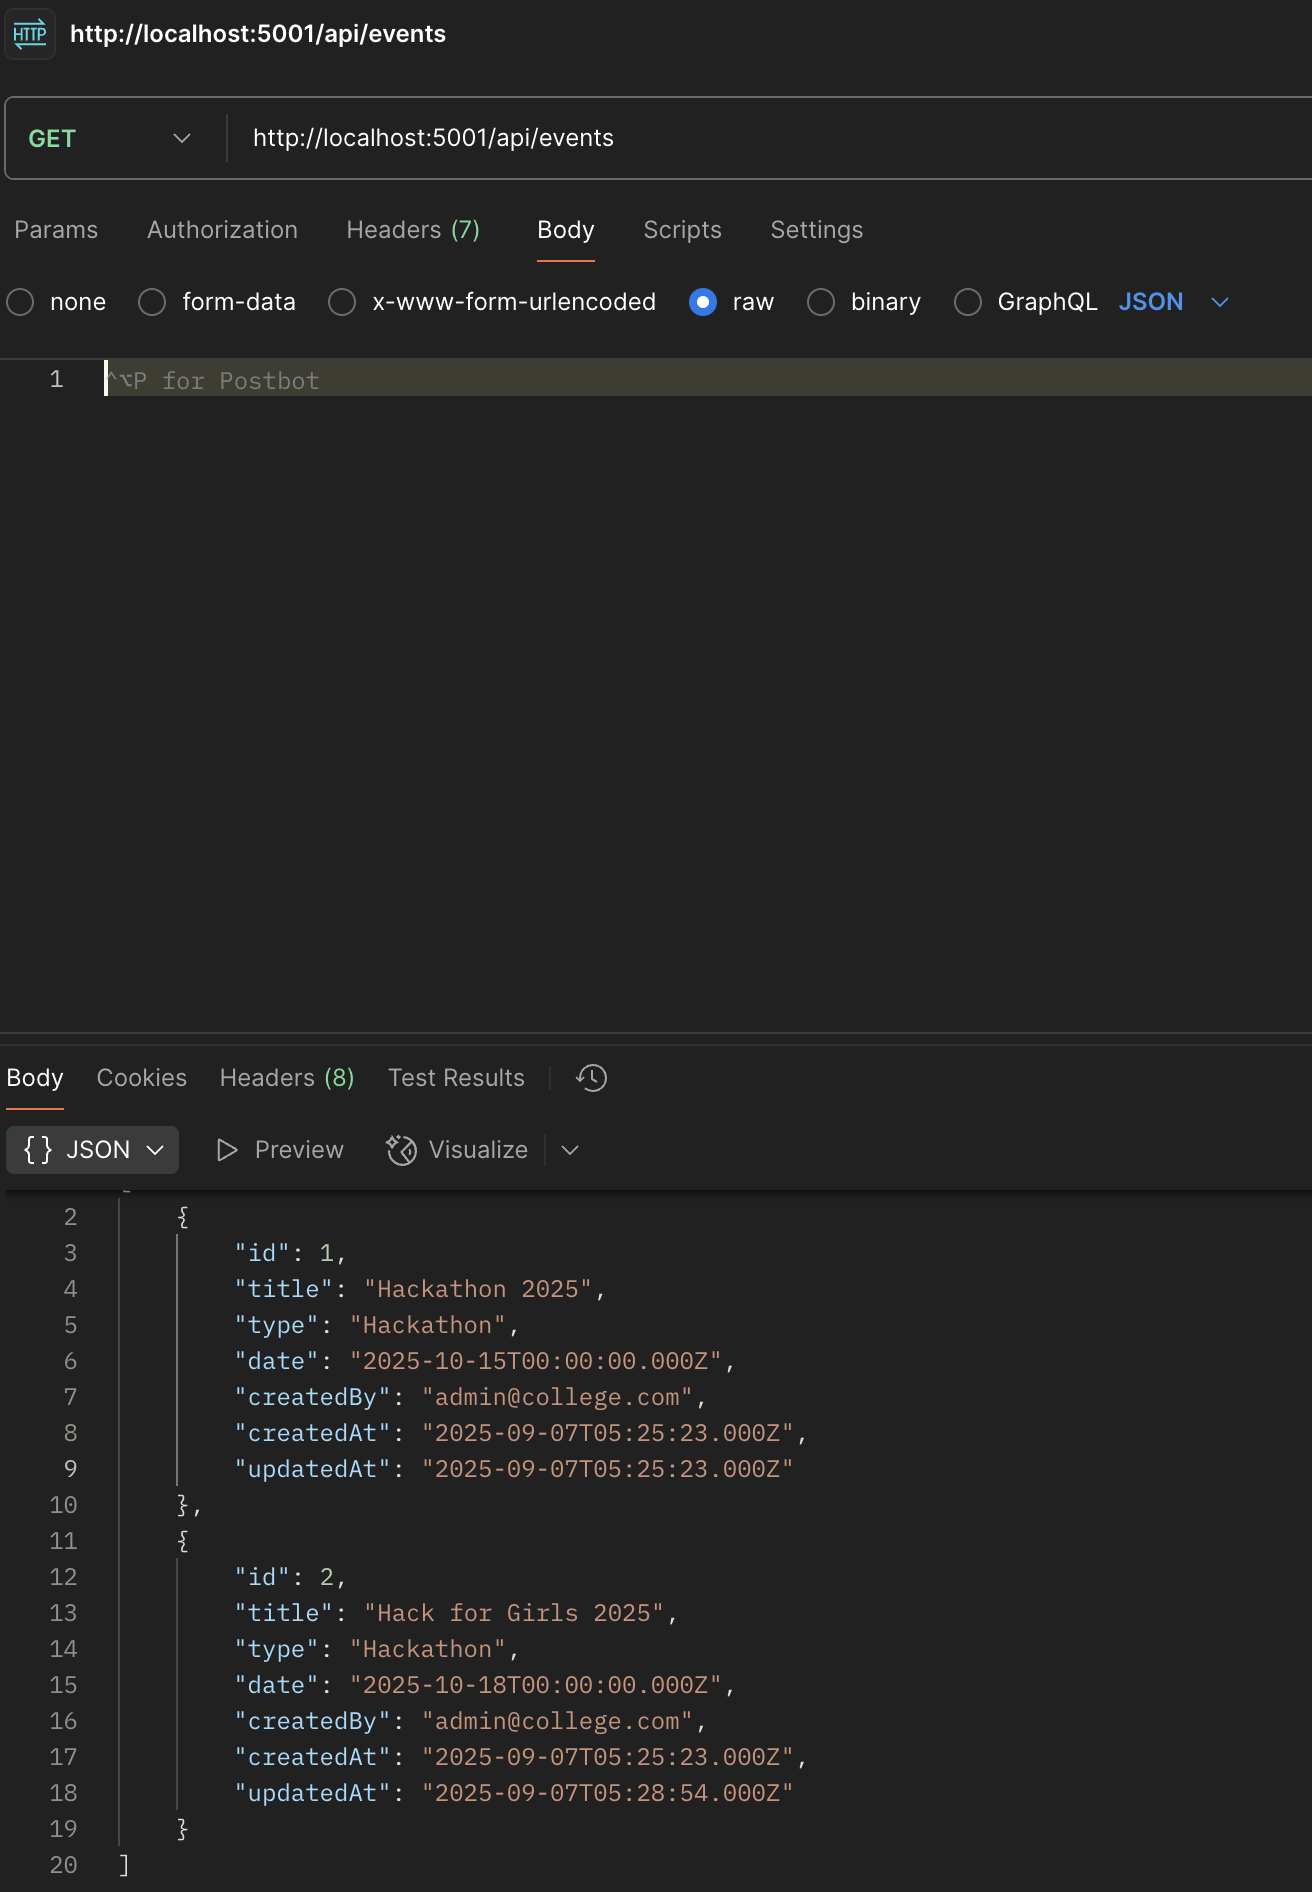 HTTP http://localhost:5001/api/events
GET http://localhost:5001/api/events
Params Authorization Headers (7) Body Scripts Settings
none form-data x-www-form-urlencoded raw binary GraphQL JSON
1 ^⌥P for Postbot
Body Cookies Headers (8) Test Results
{} JSON Preview Visualize
2 {
3 "id": 1,
4 "title": "Hackathon 2025",
5 "type": "Hackathon",
6 "date": "2025-10-15T00:00:00.000Z",
7 "createdBy": "admin@college.com",
8 "createdAt": "2025-09-07T05:25:23.000Z",
9 "updatedAt": "2025-09-07T05:25:23.000Z"
10 },
11 {
12 "id": 2,
13 "title": "Hack for Girls 2025",
14 "type": "Hackathon",
15 "date": "2025-10-18T00:00:00.000Z",
16 "createdBy": "admin@college.com",
17 "createdAt": "2025-09-07T05:25:23.000Z",
18 "updatedAt": "2025-09-07T05:28:54.000Z"
19 }
20 ]